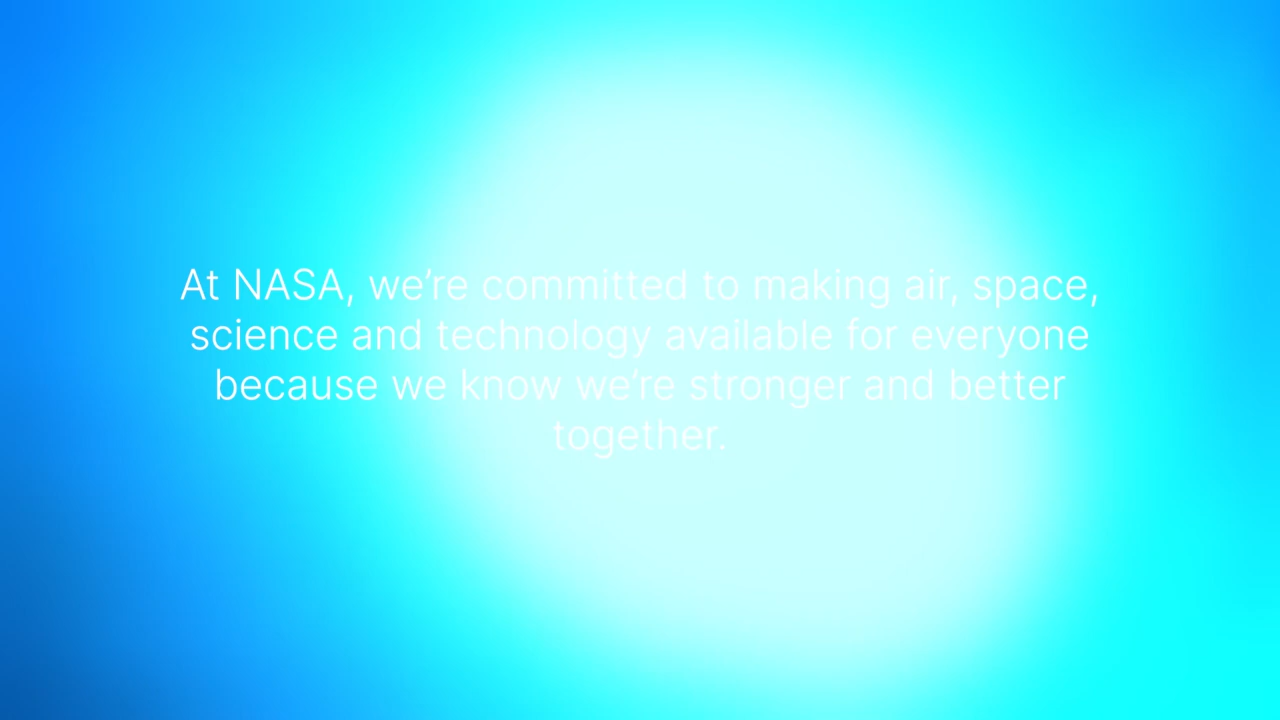 At NASA, we’re committed to making air, space,
science and technology available for everyone
because we know we’re stronger and better
together.